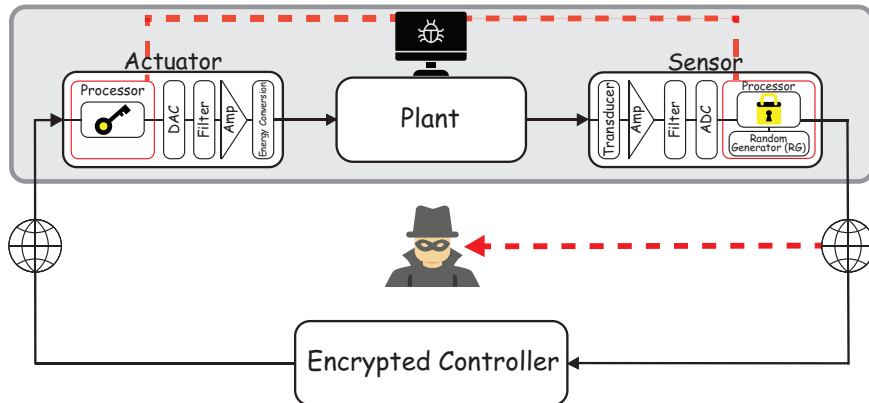 Actuator
Sensor
Processor
DAC
Filter
Amp
Energy Conversion
Plant
Transducer
Amp
Filter
ADC
Processor
Random
Generator (RG)
Encrypted Controller